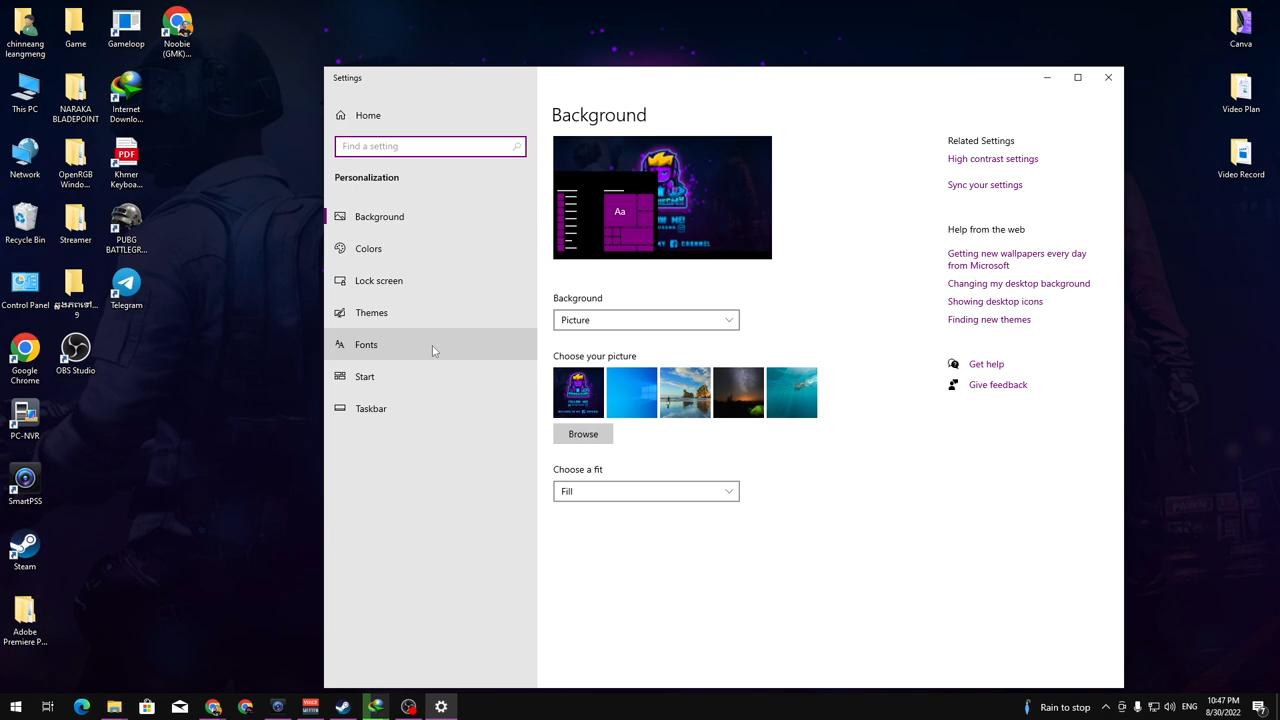 chinneang
leangmeng
Game
Gameloop
Noobie
(GMK)...
This PC
NARAKA
BLADEPOINT
Internet
Downlo...
Network
OpenRGB
Windo...
PDF
Khmer
Keyboa...
Recycle Bin
Streamer
PUBG
BATTLEGR...
Control Panel
9
Telegram
Google
Chrome
OBS Studio
PC-NVR
SmartPSS
Steam
Adobe
Premiere P...
Canva
Video Plan
Video Record
Settings
Home
Find a setting
Personalization
Background
Colors
Lock screen
Themes
Fonts
Start
Taskbar
Background
Aa
Background
Picture
Choose your picture
Browse
Choose a fit
Fill
Related Settings
High contrast settings
Sync your settings
Help from the web
Getting new wallpapers every day
from Microsoft
Changing my desktop background
Showing desktop icons
Finding new themes
Get help
Give feedback
Rain to stop
ENG
10:47 PM
8/30/2022